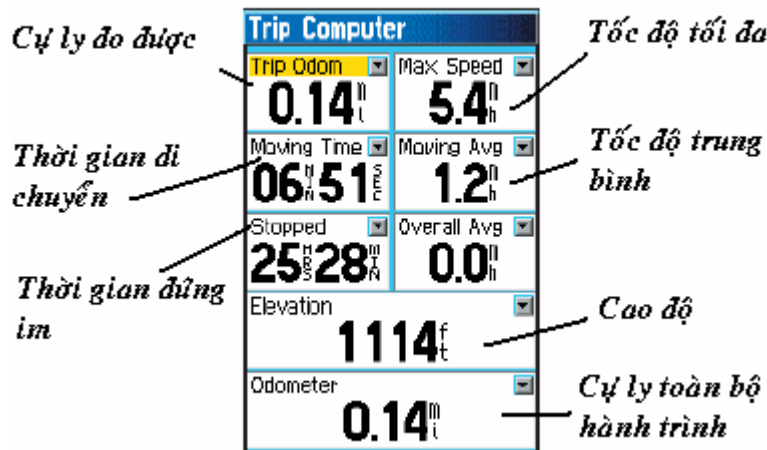 Cự ly đo được
Thời gian di
chuyển
Thời gian đứng
im
Trip Computer
Trip Odom
0.14 mi
Max Speed
5.4 mh
Moving Time
06 MIN 51 SEC
Moving Avg
1.2 mh
Stopped
25 HRS 28 MIN
Overall Avg
0.0 mh
Elevation
1114 ft
Odometer
0.14 mi
Tốc độ tối đa
Tốc độ trung
bình
Cao độ
Cự ly toàn bộ
hành trình